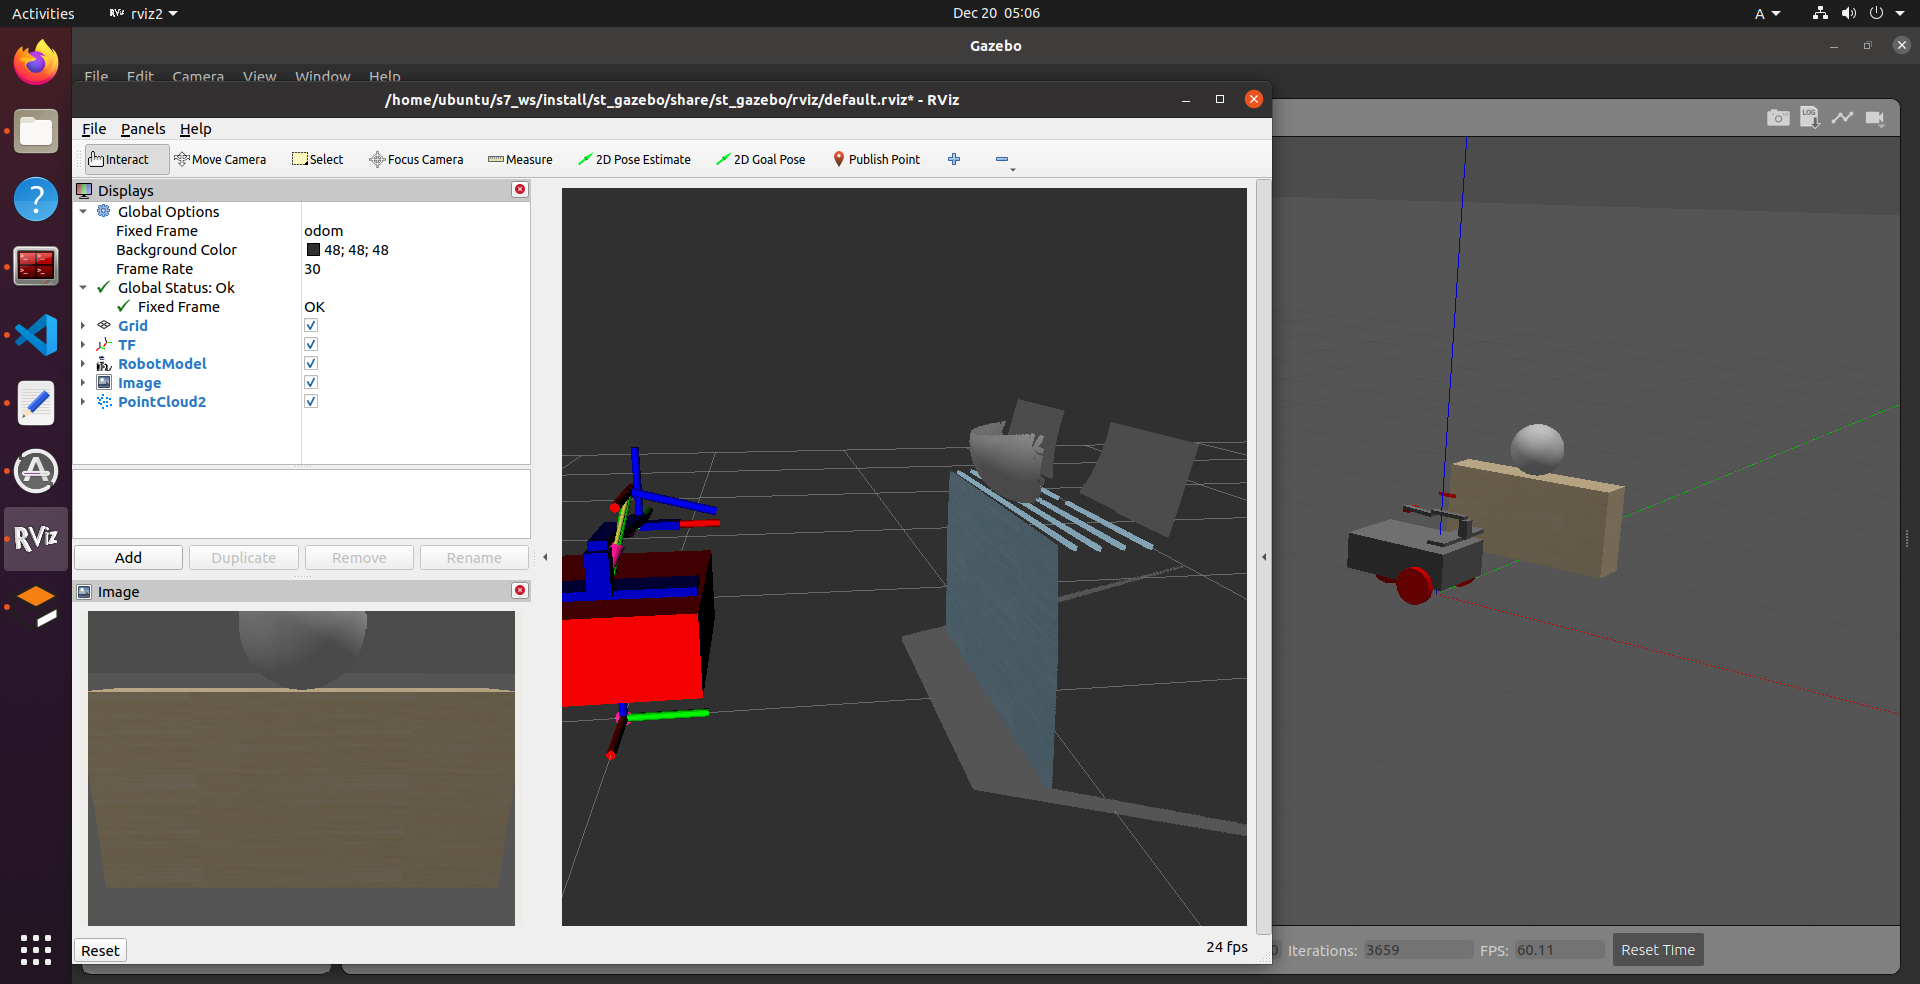 Activities RViz rviz2 Dec 20 05:06 A
Gazebo
File Edit Camera View Window Help
/home/ubuntu/s7_ws/install/st_gazebo/share/st_gazebo/rviz/default.rviz* - RViz
File Panels Help
Interact Move Camera Select Focus Camera Measure 2D Pose Estimate 2D Goal Pose Publish Point
LOG
Displays
Global Options
Fixed Frame odom
Background Color 48; 48; 48
Frame Rate 30
Global Status: Ok
Fixed Frame OK
Grid
TF
RobotModel
Image
PointCloud2
RViz
Add Duplicate Remove Rename
Image
Reset
24 fps
0 Iterations: 3659 FPS: 60.11 Reset Time